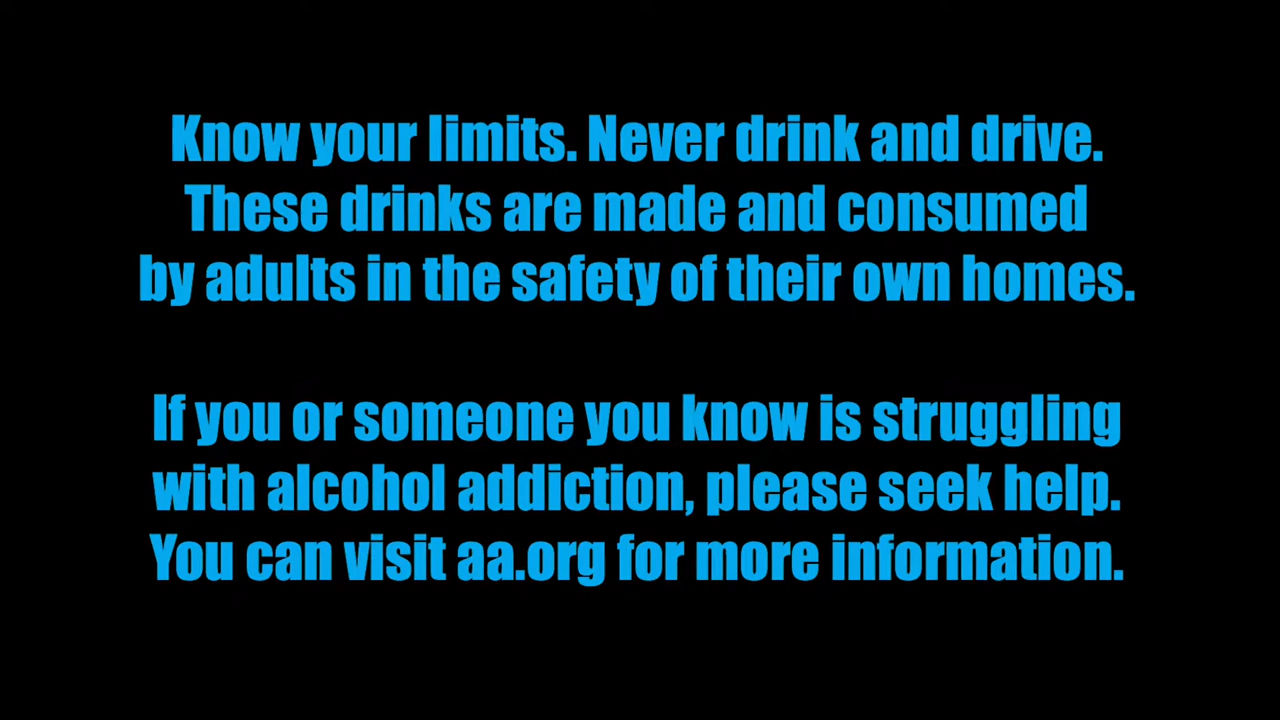 Know your limits. Never drink and drive.
These drinks are made and consumed
by adults in the safety of their own homes.
If you or someone you know is struggling
with alcohol addiction, please seek help.
You can visit aa.org for more information.